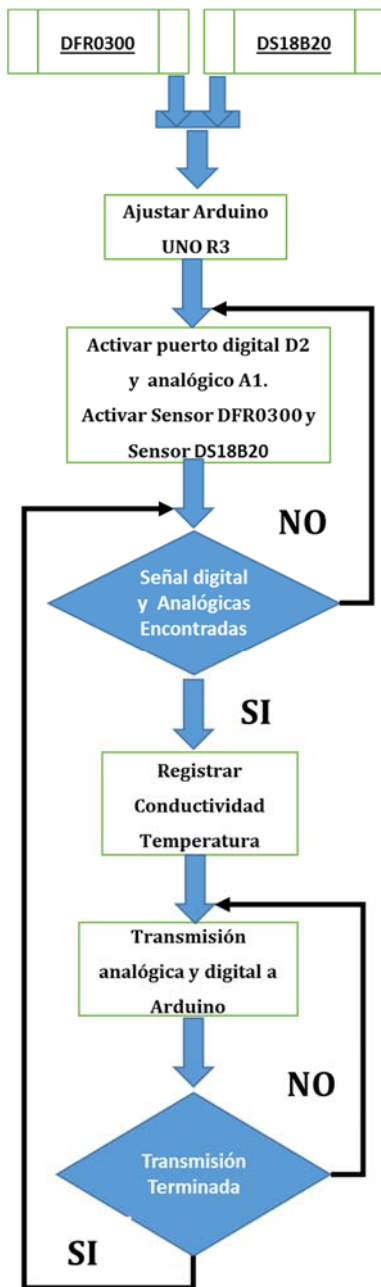 DFR0300
DS18B20
Ajustar Arduino
UNO R3
Activar puerto digital D2
y analógico A1.
Activar Sensor DFR0300 y
Sensor DS18B20
NO
Señal digital
y Analógicas
Encontradas
SI
Registrar
Conductividad
Temperatura
Transmisión
analógica y digital a
Arduino
NO
Transmisión
Terminada
SI